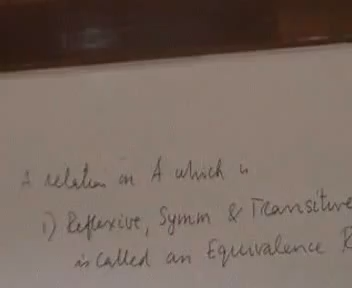 A relation on A which is
i) Reflexive, Symm & Transitive
is called an Equivalence R